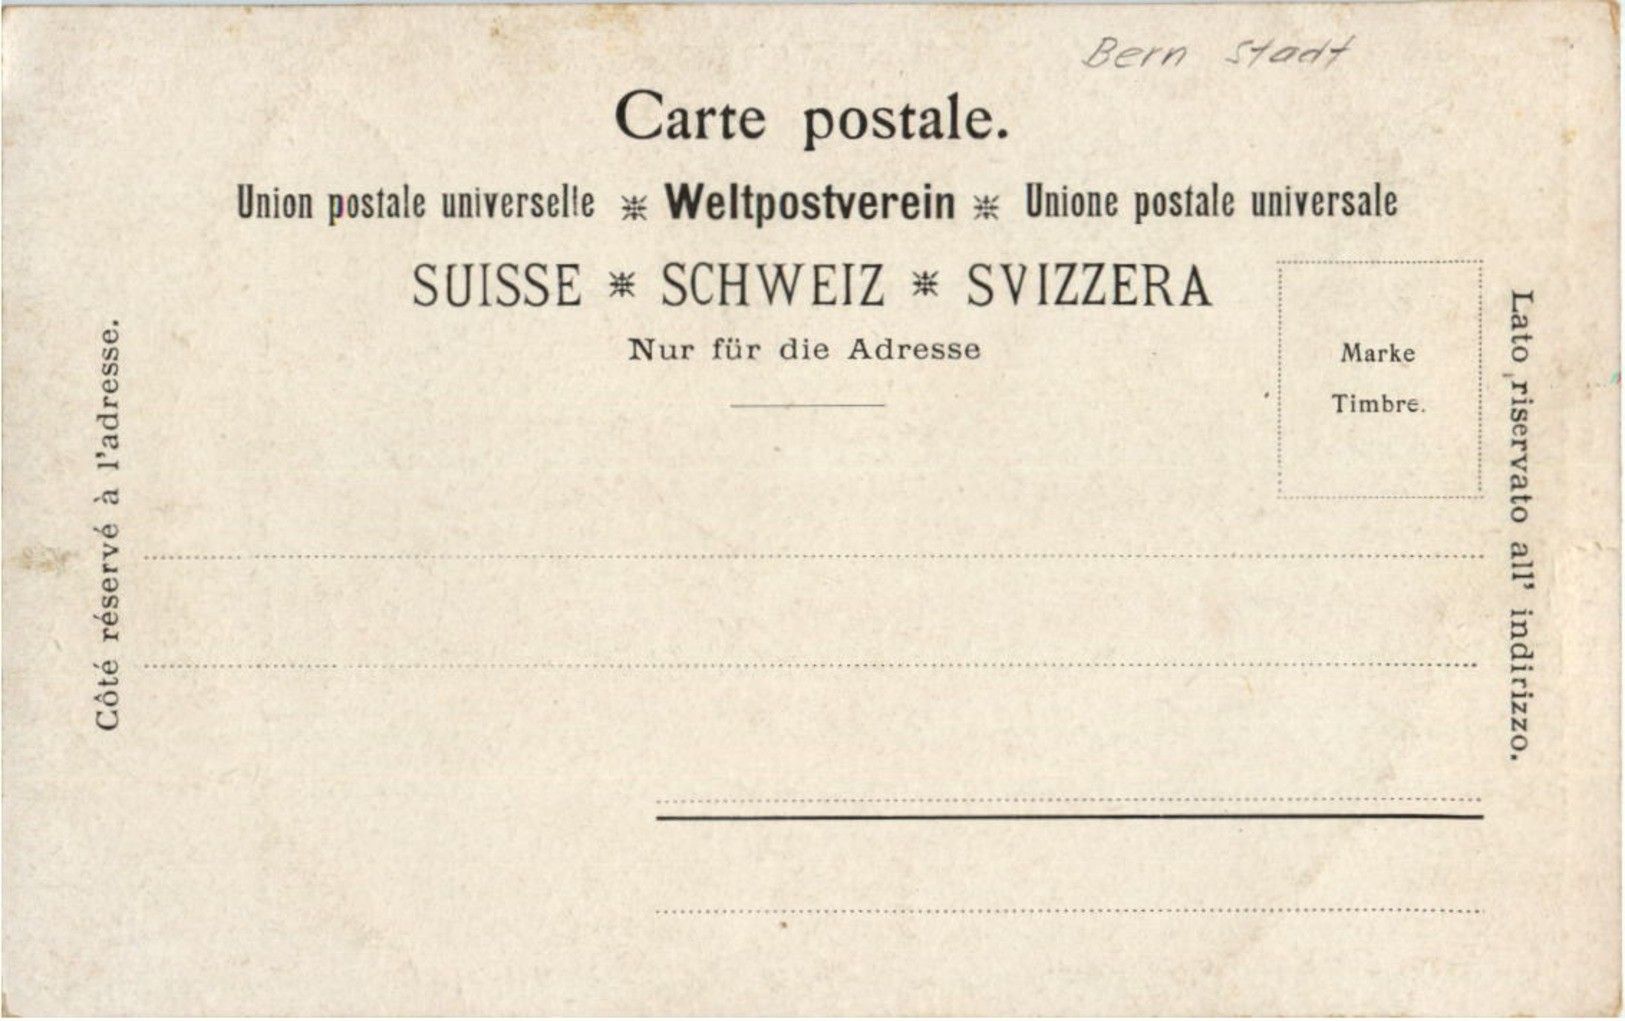 Bern Stadt
Carte postale.
Union postale universelle ⁕ Weltpostverein ⁕ Unione postale universale
SUISSE ⁕ SCHWEIZ ⁕ SVIZZERA
Nur für die Adresse
Marke
Timbre.
Côté réservé à l'adresse.
Lato riservato all' indirizzo.